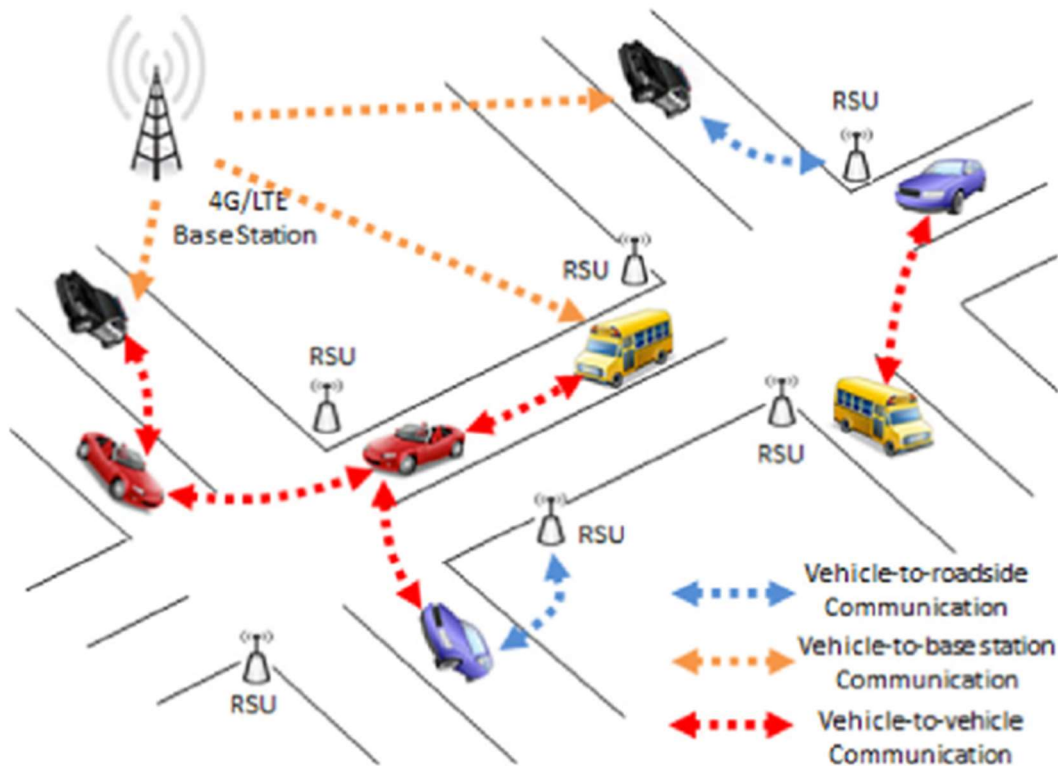 RSU
4G/LTE
BaseStation
RSU
RSU
RSU
RSU
RSU
Vehicle-to-roadside
Communication
Vehicle-to-base station
Communication
Vehicle-to-vehicle
Communication